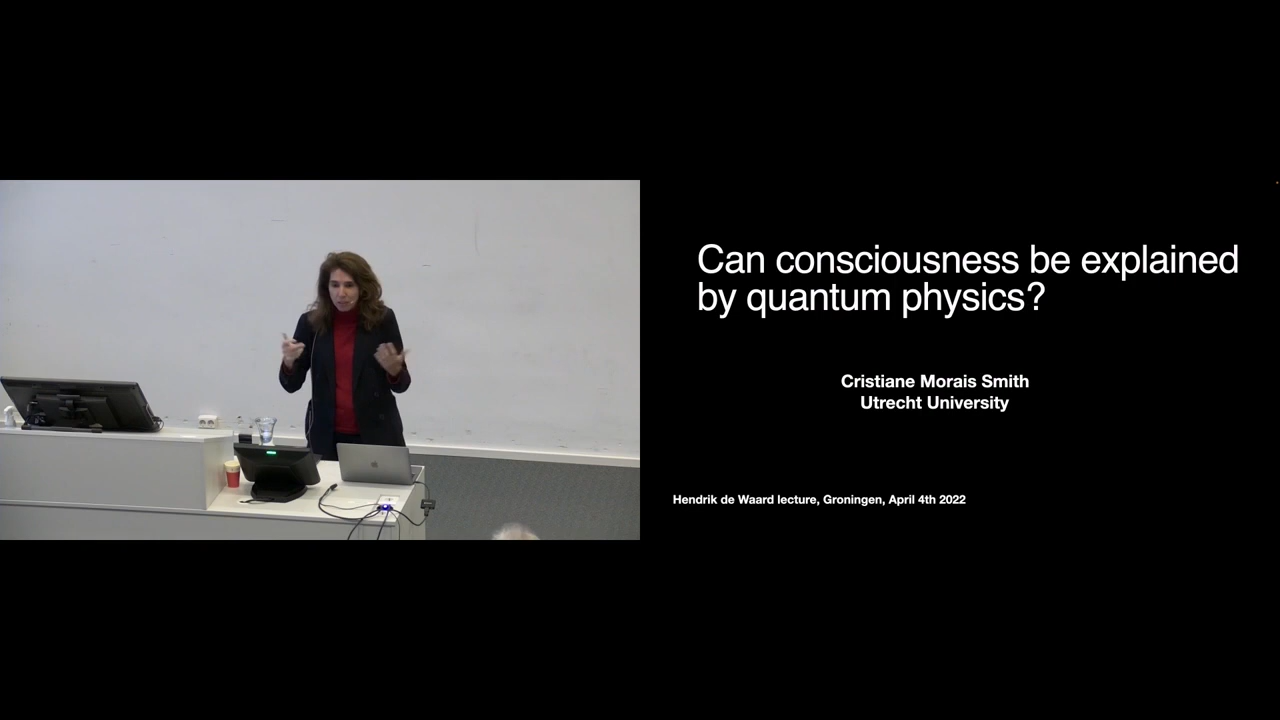 Can consciousness be explained
by quantum physics?
Cristiane Morais Smith
Utrecht University
Hendrik de Waard lecture, Groningen, April 4th 2022